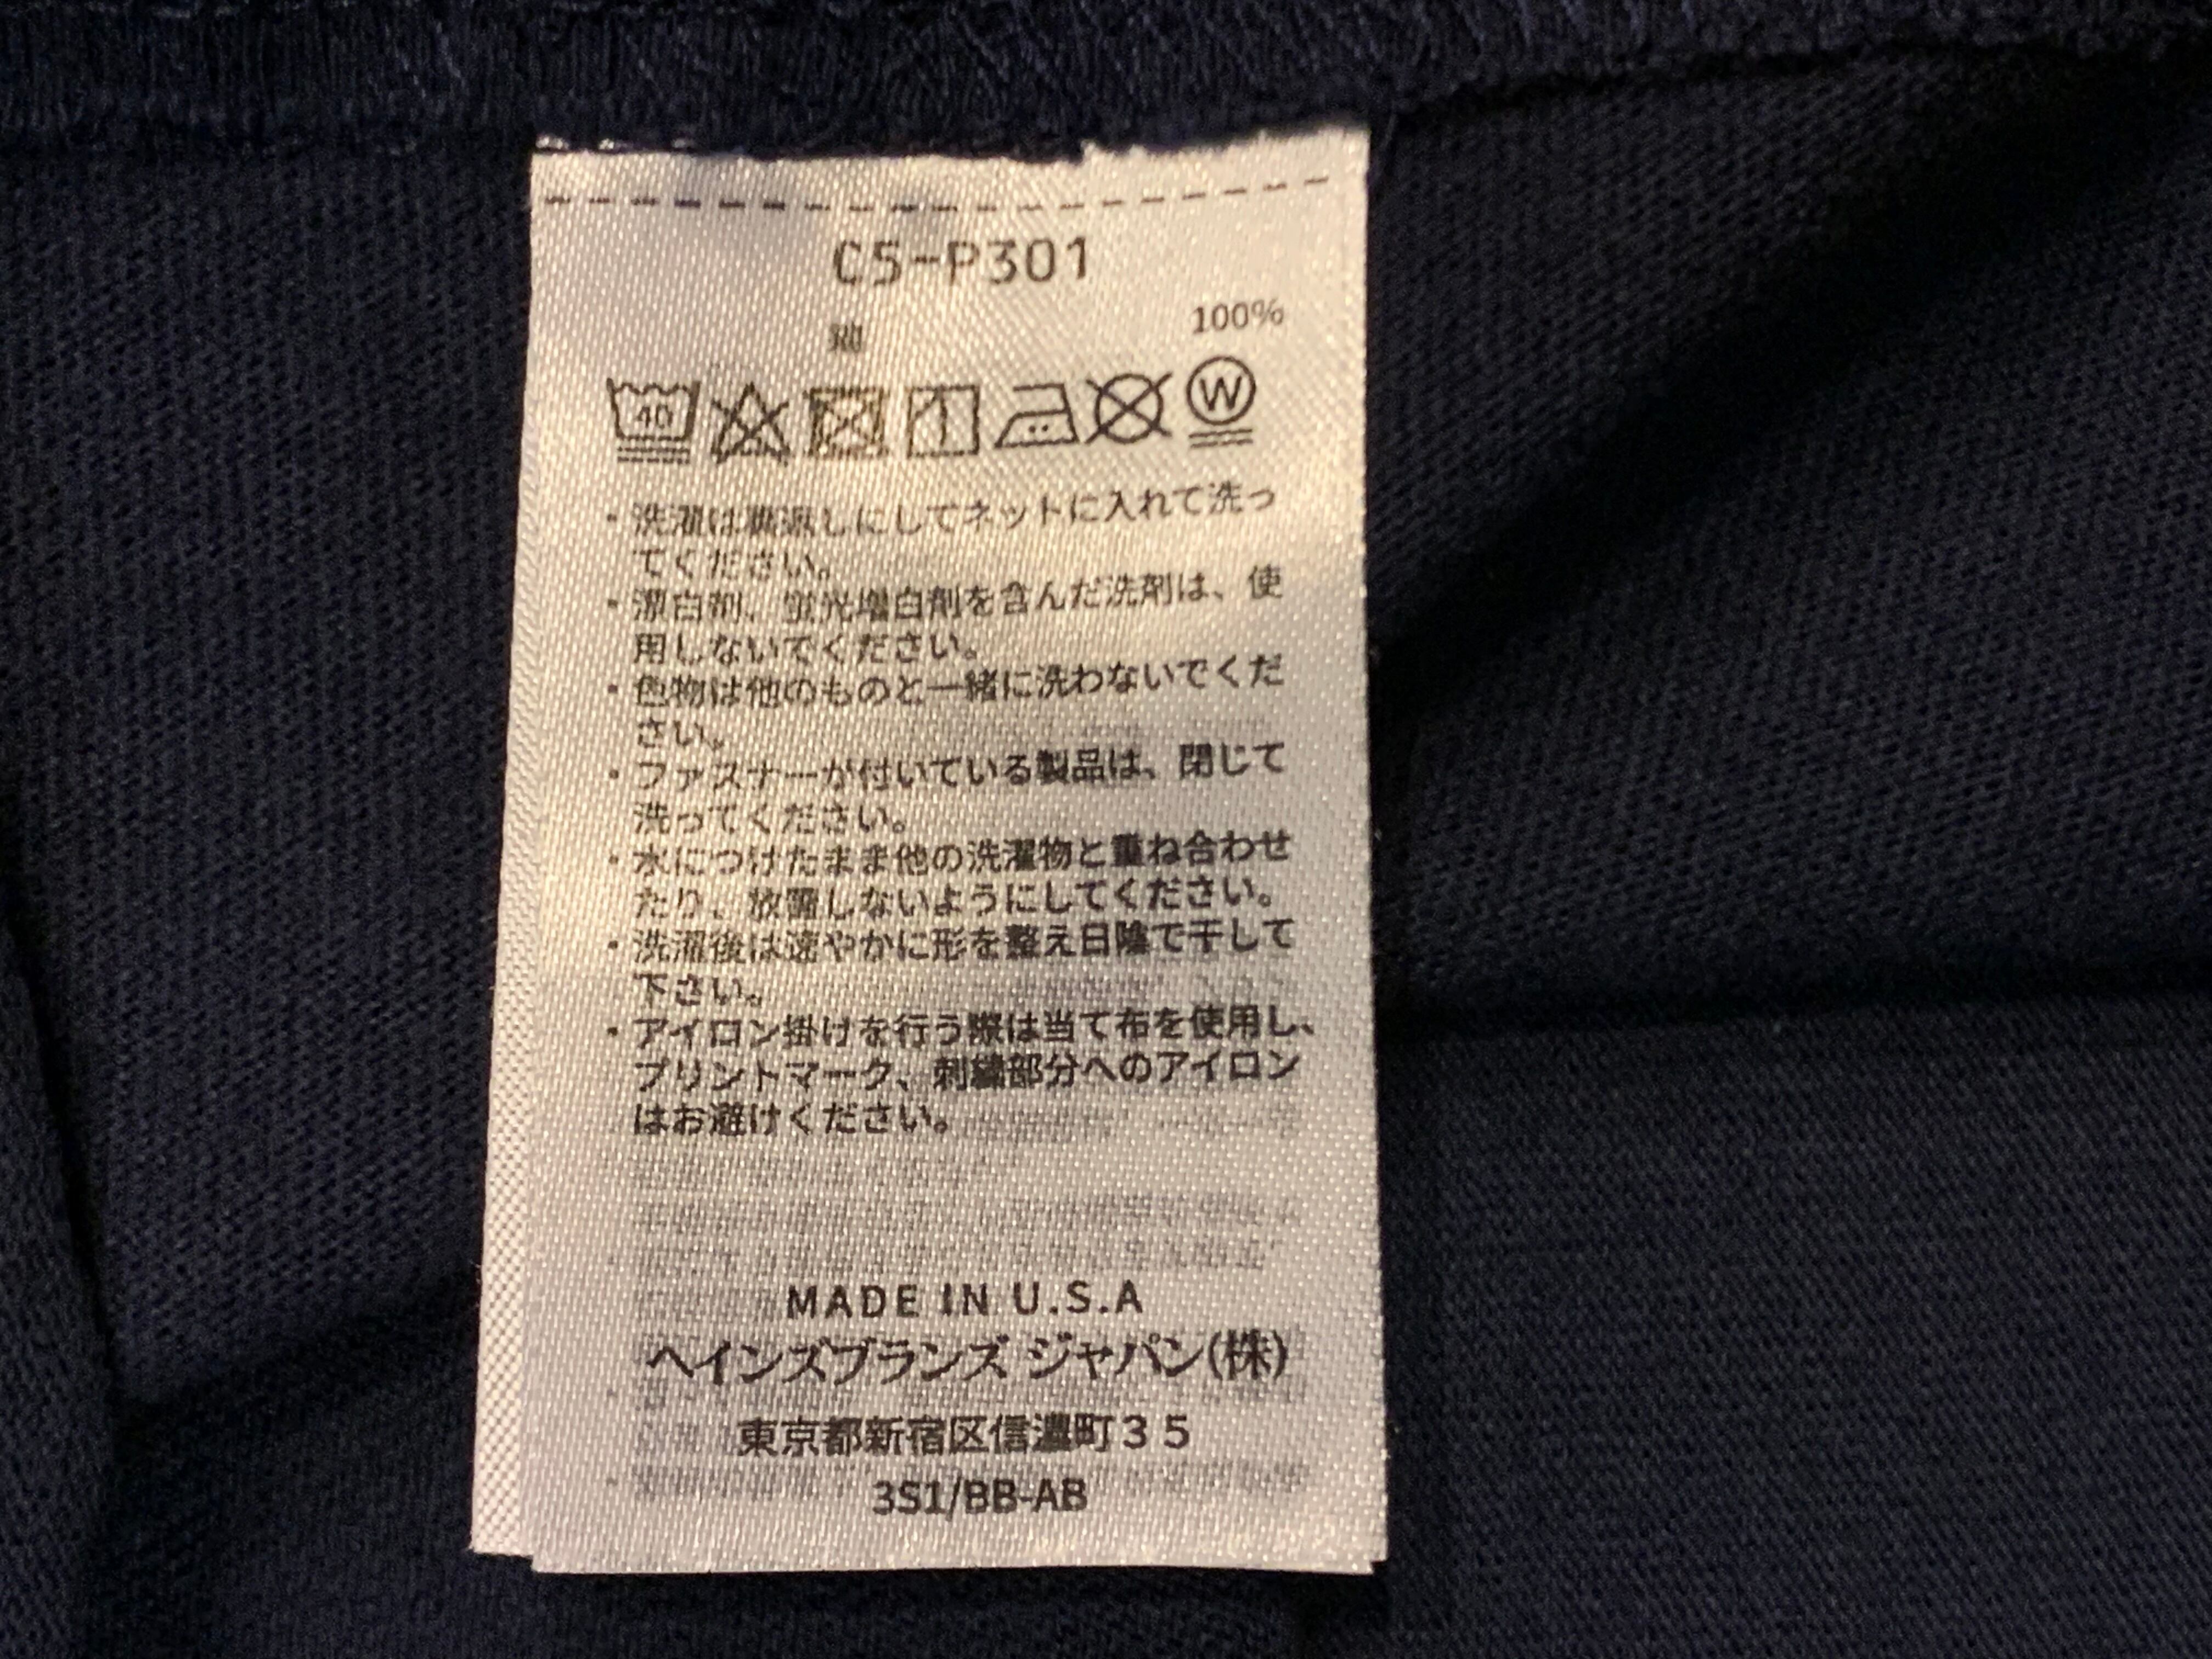 C5-P301
綿 100%
40
W
・洗濯は裏返しにしてネットに入れて洗っ
てください。
・漂白剤、蛍光増白剤を含んだ洗剤は、使
用しないでください。
・色物は他のものと一緒に洗わないでくだ
さい。
・ファスナーが付いている製品は、閉じて
洗ってください。
・水につけたまま他の洗濯物と重ね合わせ
たり、放置しないようにしてください。
・洗濯後は速やかに形を整え日陰で干して
下さい。
・アイロン掛けを行う際は当て布を使用し、
プリントマーク、刺繍部分へのアイロン
はお避けください。
MADE IN U.S.A
ヘインズブランズ ジャパン(株)
東京都新宿区信濃町３５
3S1/BB-AB